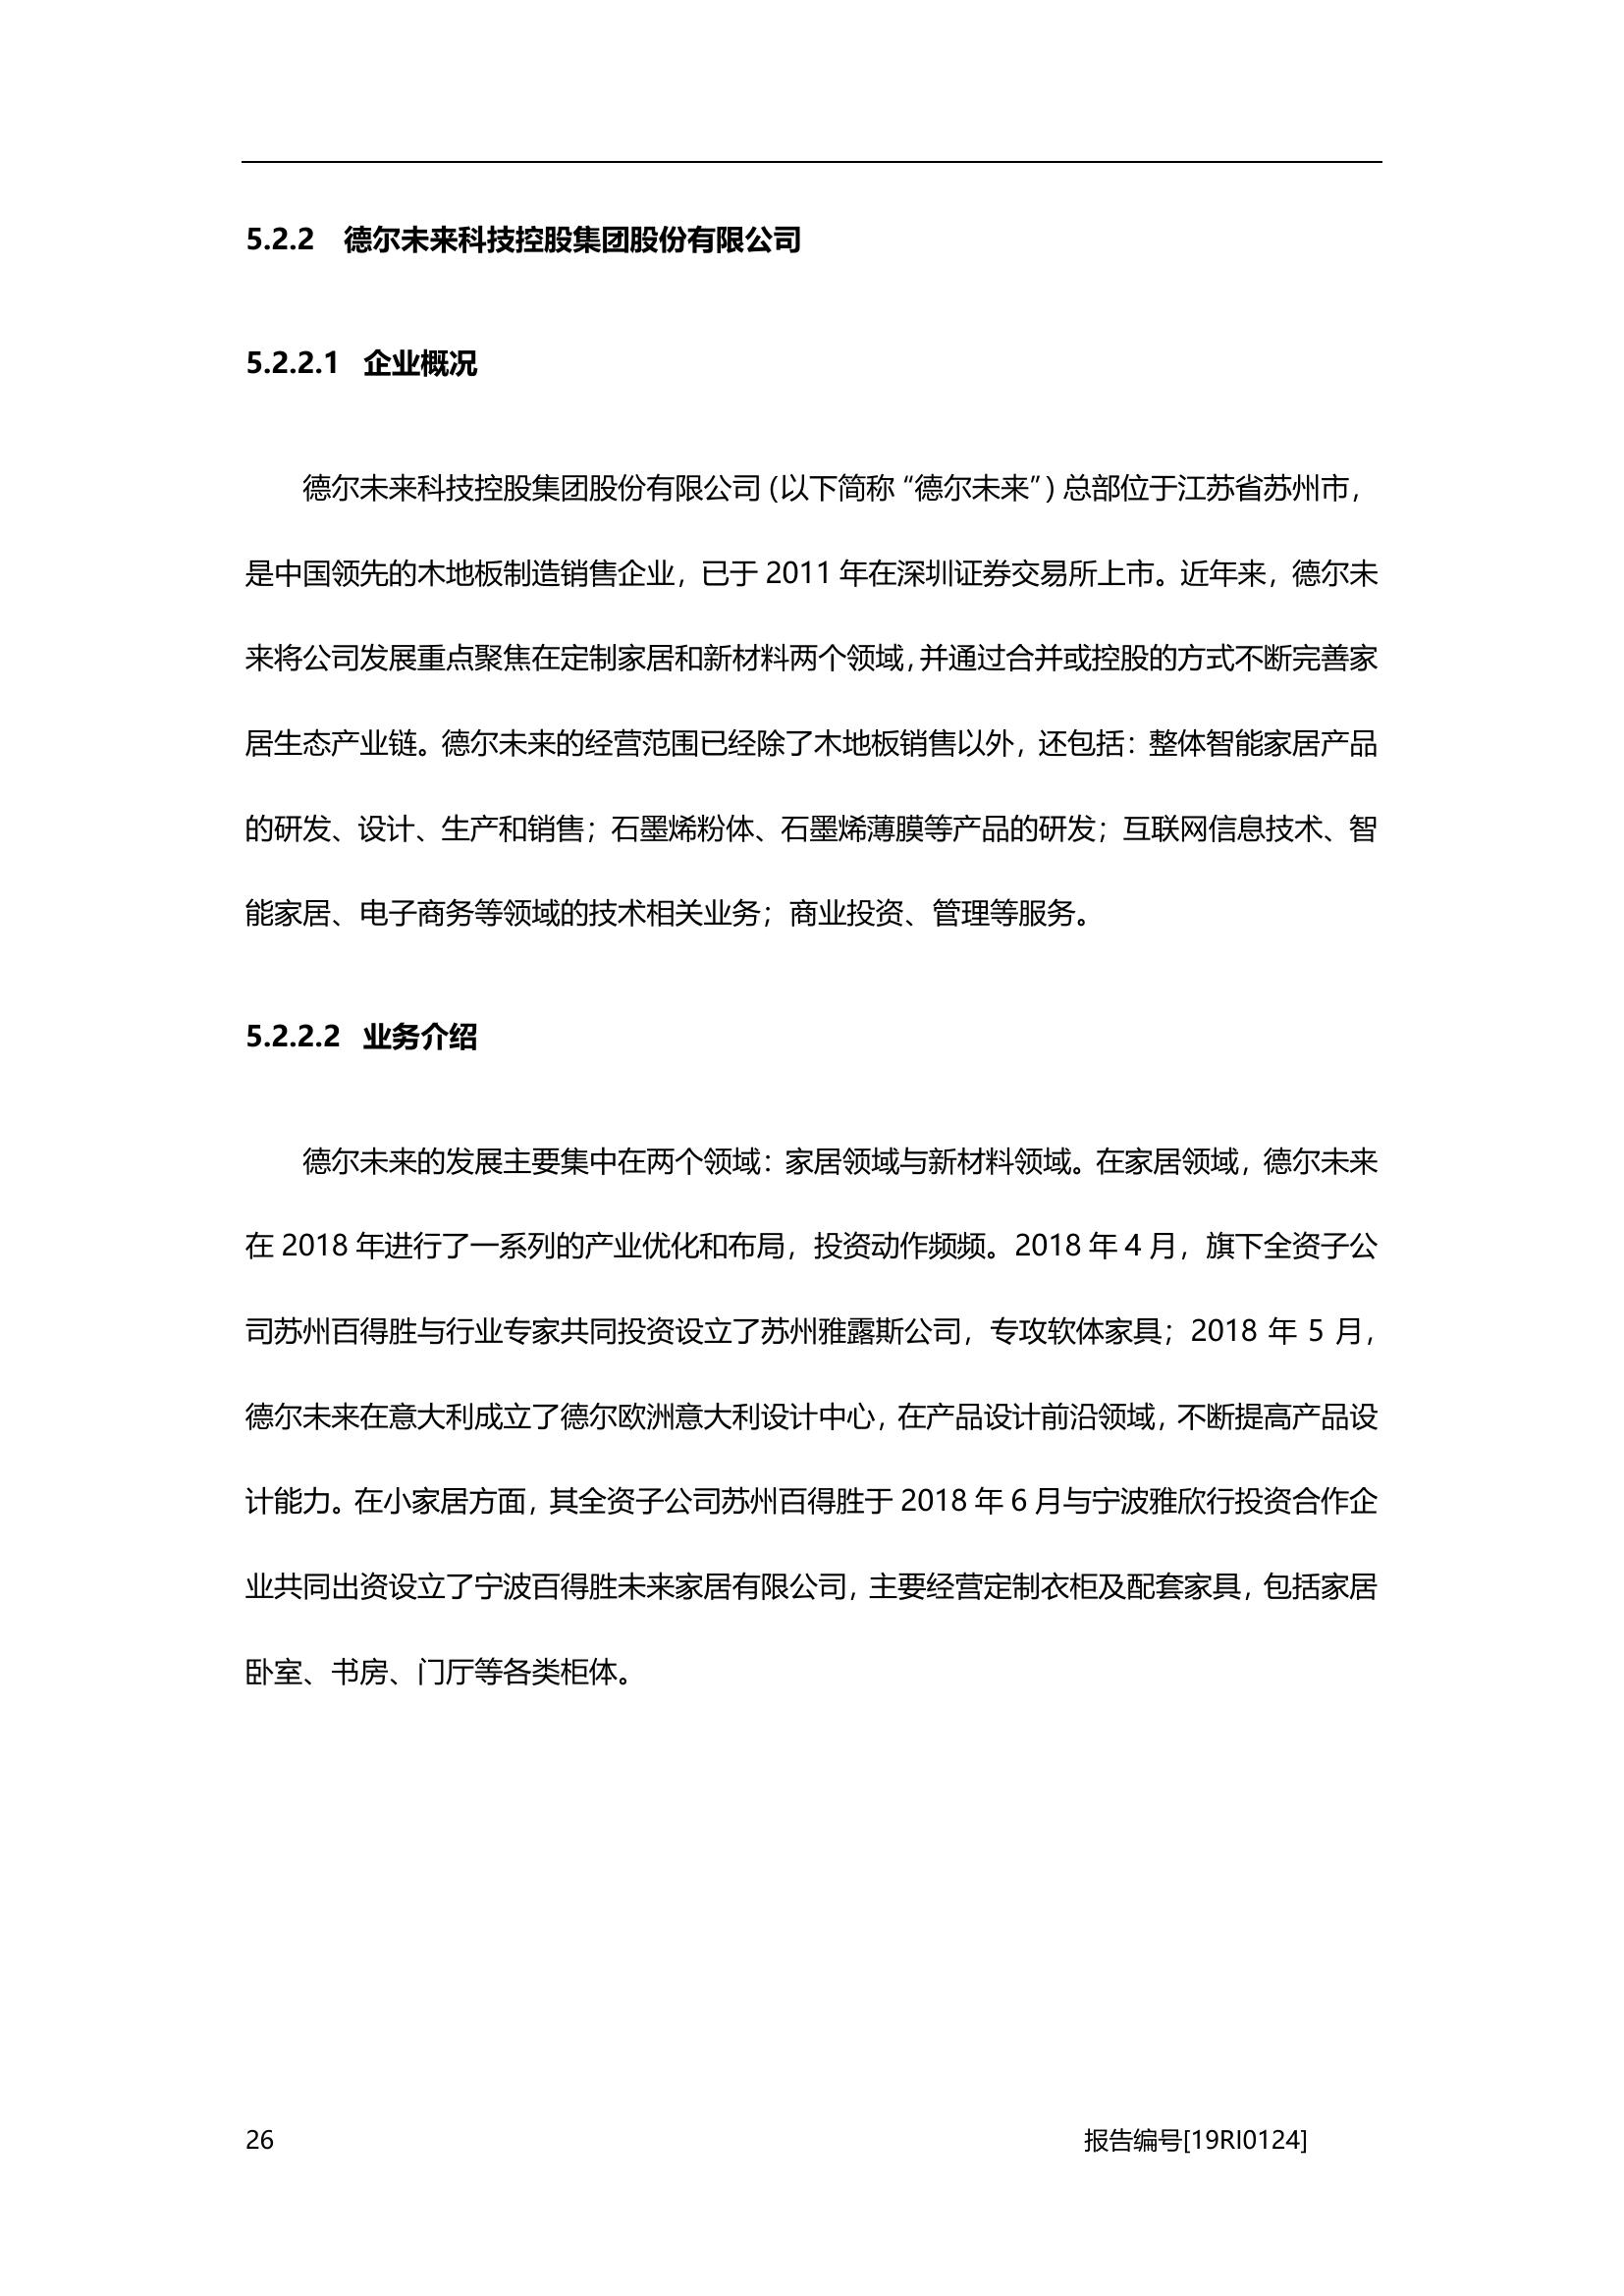 5.2.2 德尔未来科技控股集团股份有限公司
5.2.2.1 企业概况
德尔未来科技控股集团股份有限公司（以下简称“德尔未来”）总部位于江苏省苏州市，
是中国领先的木地板制造销售企业，已于 2011 年在深圳证券交易所上市。近年来，德尔未
来将公司发展重点聚焦在定制家居和新材料两个领域，并通过合并或控股的方式不断完善家
居生态产业链。德尔未来的经营范围已经除了木地板销售以外，还包括：整体智能家居产品
的研发、设计、生产和销售；石墨烯粉体、石墨烯薄膜等产品的研发；互联网信息技术、智
能家居、电子商务等领域的技术相关业务；商业投资、管理等服务。
5.2.2.2 业务介绍
德尔未来的发展主要集中在两个领域：家居领域与新材料领域。在家居领域，德尔未来
在 2018 年进行了一系列的产业优化和布局，投资动作频频。2018 年 4 月，旗下全资子公
司苏州百得胜与行业专家共同投资设立了苏州雅露斯公司，专攻软体家具；2018 年 5 月，
德尔未来在意大利成立了德尔欧洲意大利设计中心，在产品设计前沿领域，不断提高产品设
计能力。在小家居方面，其全资子公司苏州百得胜于 2018 年 6 月与宁波雅欣行投资合作企
业共同出资设立了宁波百得胜未来家居有限公司，主要经营定制衣柜及配套家具，包括家居
卧室、书房、门厅等各类柜体。
26 报告编号[19RI0124]